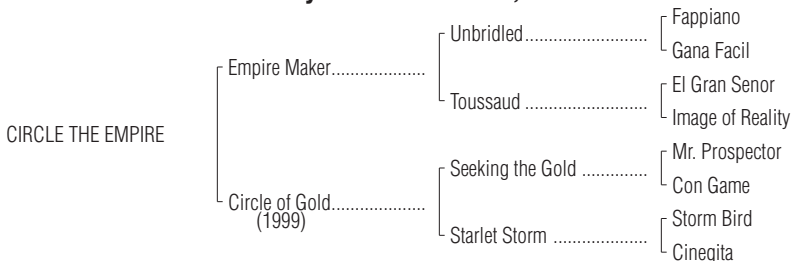 Fappiano
Unbridled..............................
Gana Facil
Empire Maker.......................
El Gran Senor
Toussaud ..............................
Image of Reality
CIRCLE THE EMPIRE
Mr. Prospector
Seeking the Gold ................
Con Game
Circle of Gold.......................
(1999)
Storm Bird
Starlet Storm .......................
Cinegita